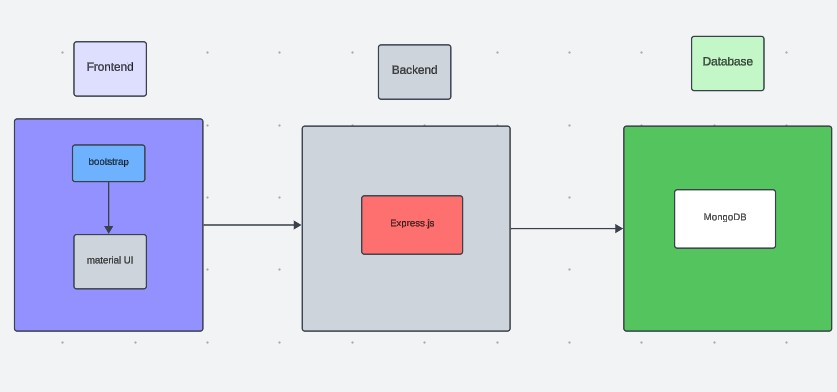 Frontend
Backend
Database
bootstrap
material UI
Express.js
MongoDB